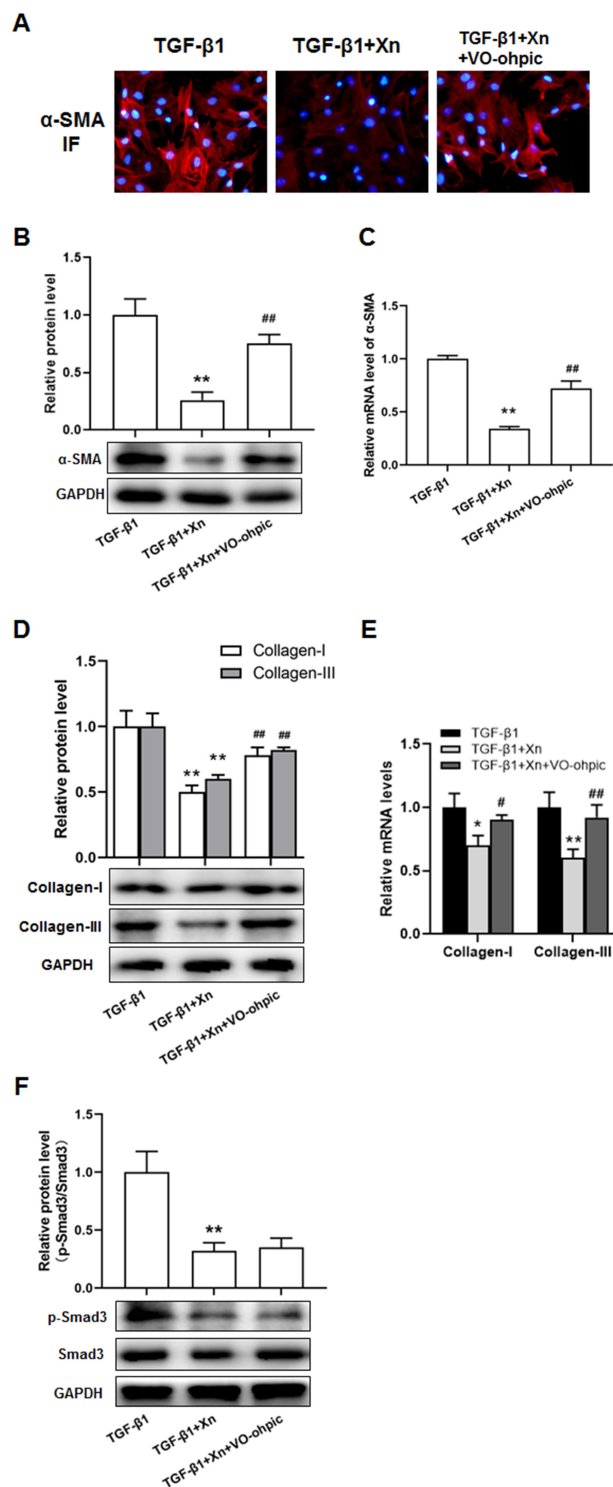 A
TGF-β1
TGF-β1+Xn
TGF-β1+Xn
+VO-ohpic
α-SMA
IF
B
Relative protein level
1.5
1.0
0.5
0.0
**
##
α-SMA
GAPDH
TGF-β1
TGF-β1+Xn
TGF-β1+Xn+VO-ohpic
C
Relative mRNA level of α-SMA
1.5
1.0
0.5
0.0
**
##
TGF-β1
TGF-β1+Xn
TGF-β1+Xn+VO-ohpic
D
Collagen-I
Collagen-III
Relative protein level
1.5
1.0
0.5
0.0
**
**
##
##
Collagen-I
Collagen-III
GAPDH
TGF-β1
TGF-β1+Xn
TGF-β1+Xn+VO-ohpic
E
TGF-β1
TGF-β1+Xn
TGF-β1+Xn+VO-ohpic
Relative mRNA levels
1.5
1.0
0.5
0.0
*
#
**
##
Collagen-I
Collagen-III
F
Relative protein level
(p-Smad3/Smad3)
1.5
1.0
0.5
0.0
**
p-Smad3
Smad3
GAPDH
TGF-β1
TGF-β1+Xn
TGF-β1+Xn+VO-ohpic